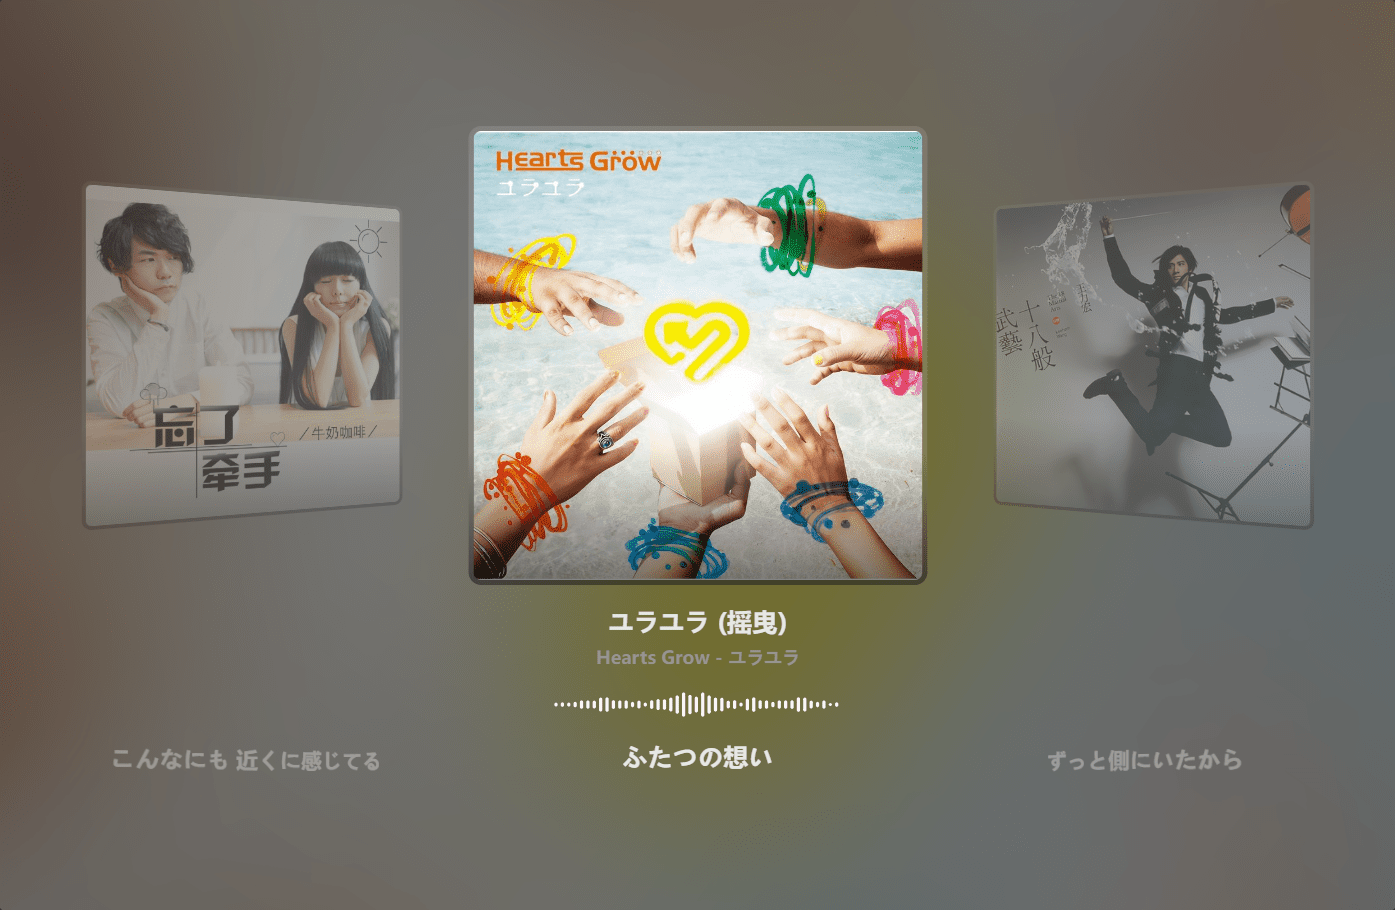 Hearts Grow
ユラユラ
忘了
牵手
/牛奶咖啡/
十八般
武藝
王力宏
ユラユラ (摇曳)
Hearts Grow - ユラユラ
こんなにも 近くに感じてる
ふたつの想い
ずっと側にいたから